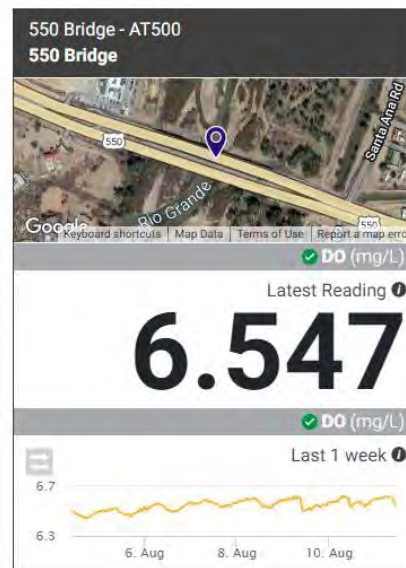 550 Bridge - AT500
550 Bridge
550
Santa Ana Rd
Rio Grande
550
Google
Keyboard shortcuts
Map Data
Terms of Use
Report a map erro
DO (mg/L)
Latest Reading
6.547
DO (mg/L)
Last 1 week
6.7
6.3
6. Aug 8. Aug 10. Aug